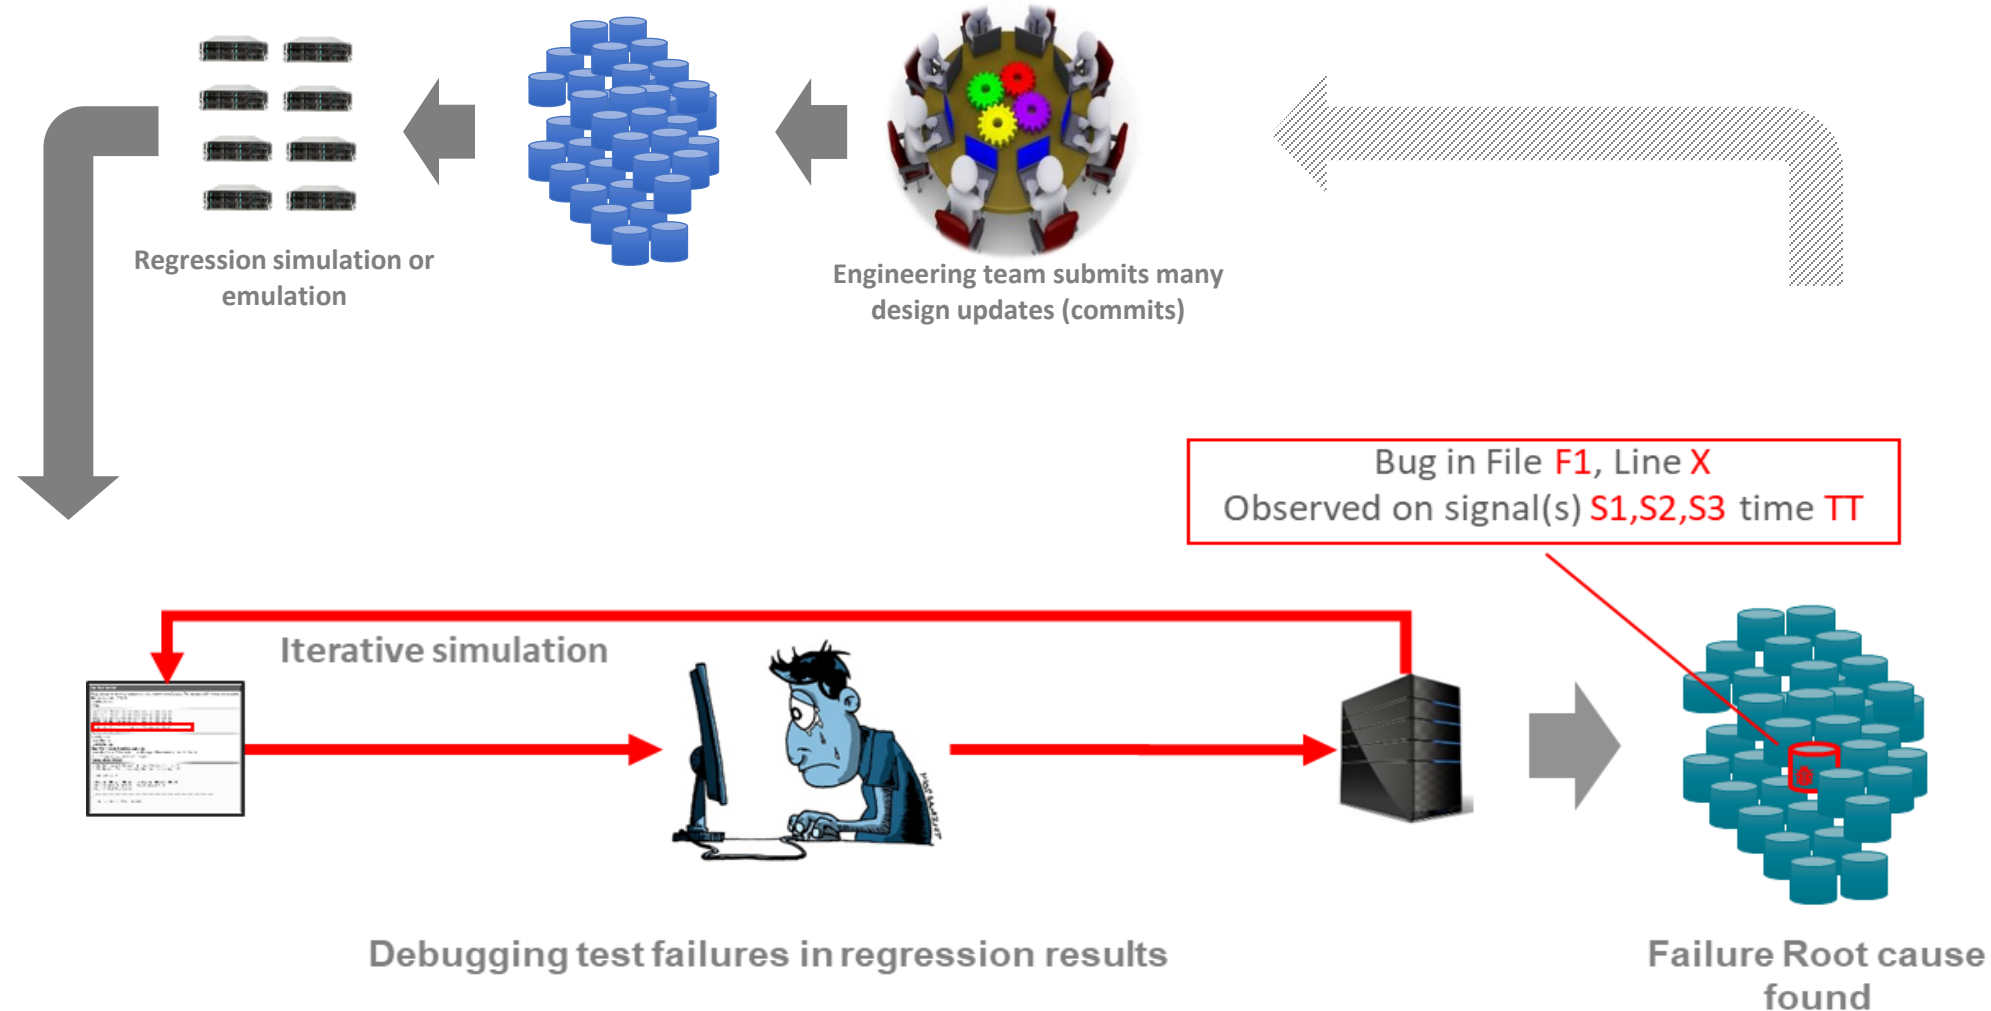 Regression simulation or
emulation
Engineering team submits many
design updates (commits)
Bug in File F1, Line X
Observed on signal(s) S1,S2,S3 time TT
Iterative simulation
Debugging test failures in regression results
Failure Root cause
found